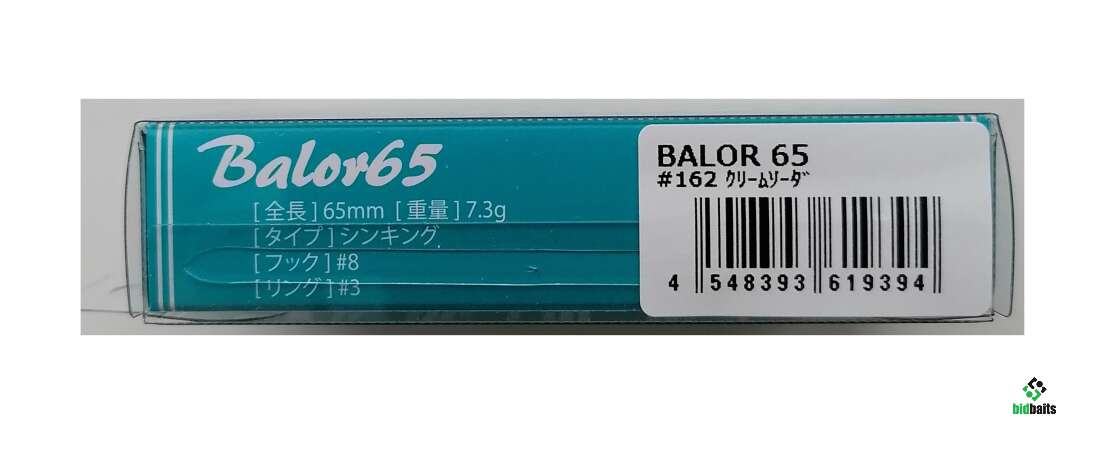 Balor65
[全長]65mm [重量]7.3g
[タイプ]シンキング
[フック]#8
[リング]#3
BALOR 65
#162 ｸﾘｰﾑｿｰﾀﾞ
4 548393 619394
bidbaits